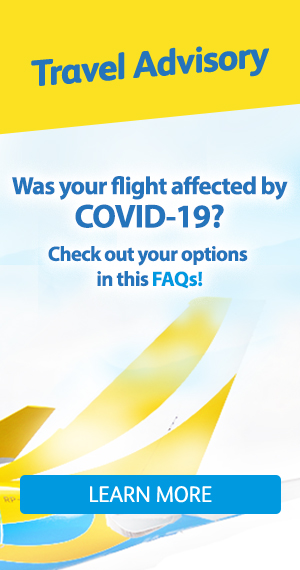 Travel Advisory
Was your flight affected by
COVID-19?
Check out your options
in this FAQs!
LEARN MORE